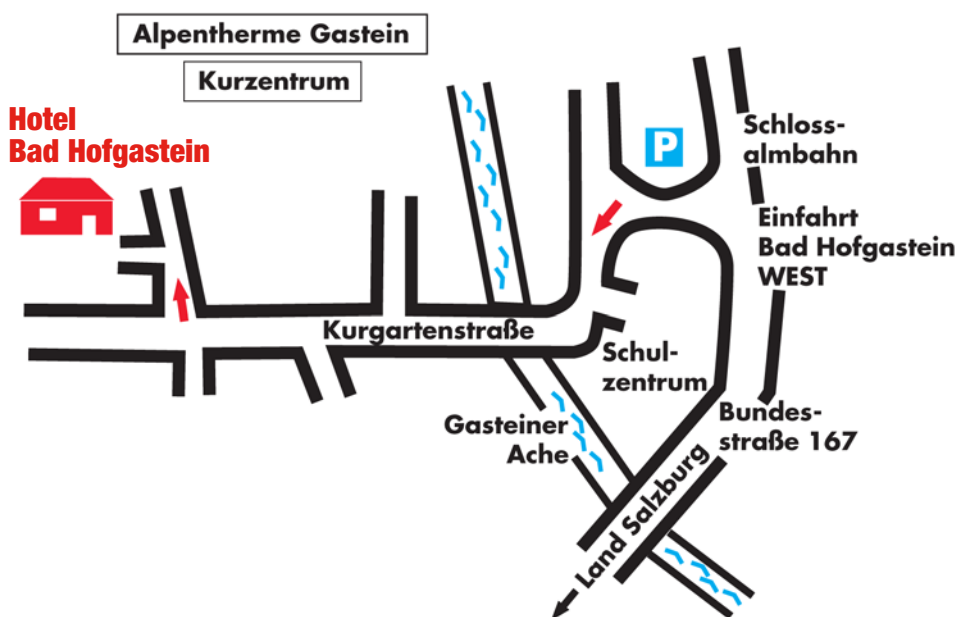 Alpentherme Gastein
Kurzentrum
Hotel
Bad Hofgastein
P
Schloss-
almbahn
Einfahrt
Bad Hofgastein
WEST
Kurgartenstraße
Schul-
zentrum
Gasteiner
Ache
Bundes-
straße 167
Land Salzburg